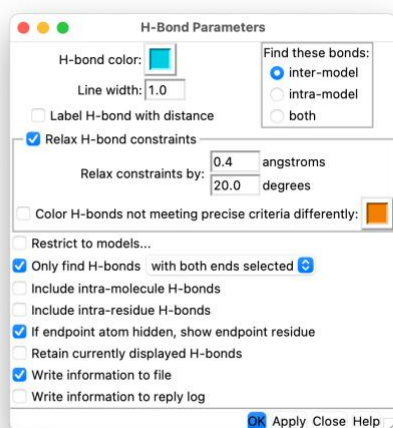 H-Bond Parameters
H-bond color:
Line width: 1.0
Label H-bond with distance
Find these bonds:
inter-model
intra-model
both
Relax H-bond constraints
Relax constraints by:
0.4 angstroms
20.0 degrees
Color H-bonds not meeting precise criteria differently:
Restrict to models...
Only find H-bonds with both ends selected
Include intra-molecule H-bonds
Include intra-residue H-bonds
If endpoint atom hidden, show endpoint residue
Retain currently displayed H-bonds
Write information to file
Write information to reply log
OK Apply Close Help